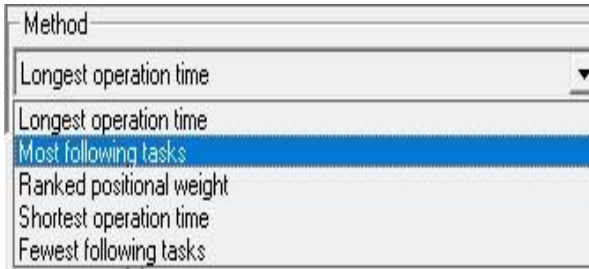 Method
Longest operation time
Longest operation time
Most following tasks
Ranked positional weight
Shortest operation time
Fewest following tasks